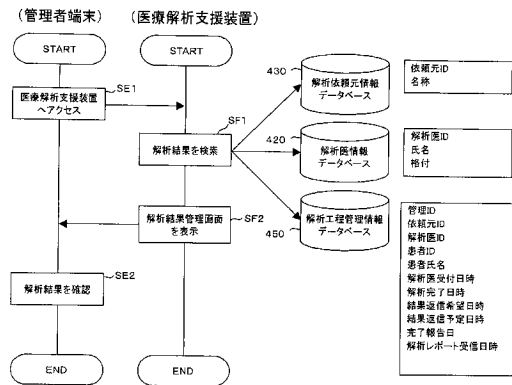 （管理者端末）
（医療解析支援装置）
START
START
SE1
医療解析支援装置
へアクセス
SF1
解析結果を検索
430
解析依頼元情報
データベース
依頼元ID
名称
420
解析医情報
データベース
解析医ID
氏名
格付
450
解析工程管理情報
データベース
管理ID
依頼元ID
解析医ID
患者ID
患者氏名
解析医受付日時
解析完了日時
結果返信希望日時
結果返信予定日時
完了報告日
解析レポート受信日時
解析結果管理画面
を表示
SF2
SE2
解析結果を確認
END
END